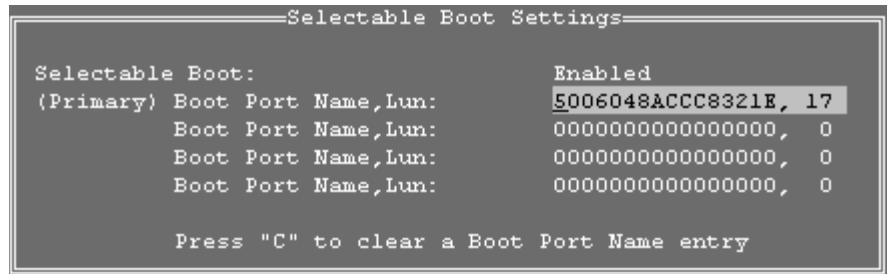 Selectable Boot Settings
Selectable Boot: Enabled
(Primary) Boot Port Name,Lun: 5006048ACCC8321E, 17
Boot Port Name,Lun: 0000000000000000, 0
Boot Port Name,Lun: 0000000000000000, 0
Boot Port Name,Lun: 0000000000000000, 0
Press "C" to clear a Boot Port Name entry